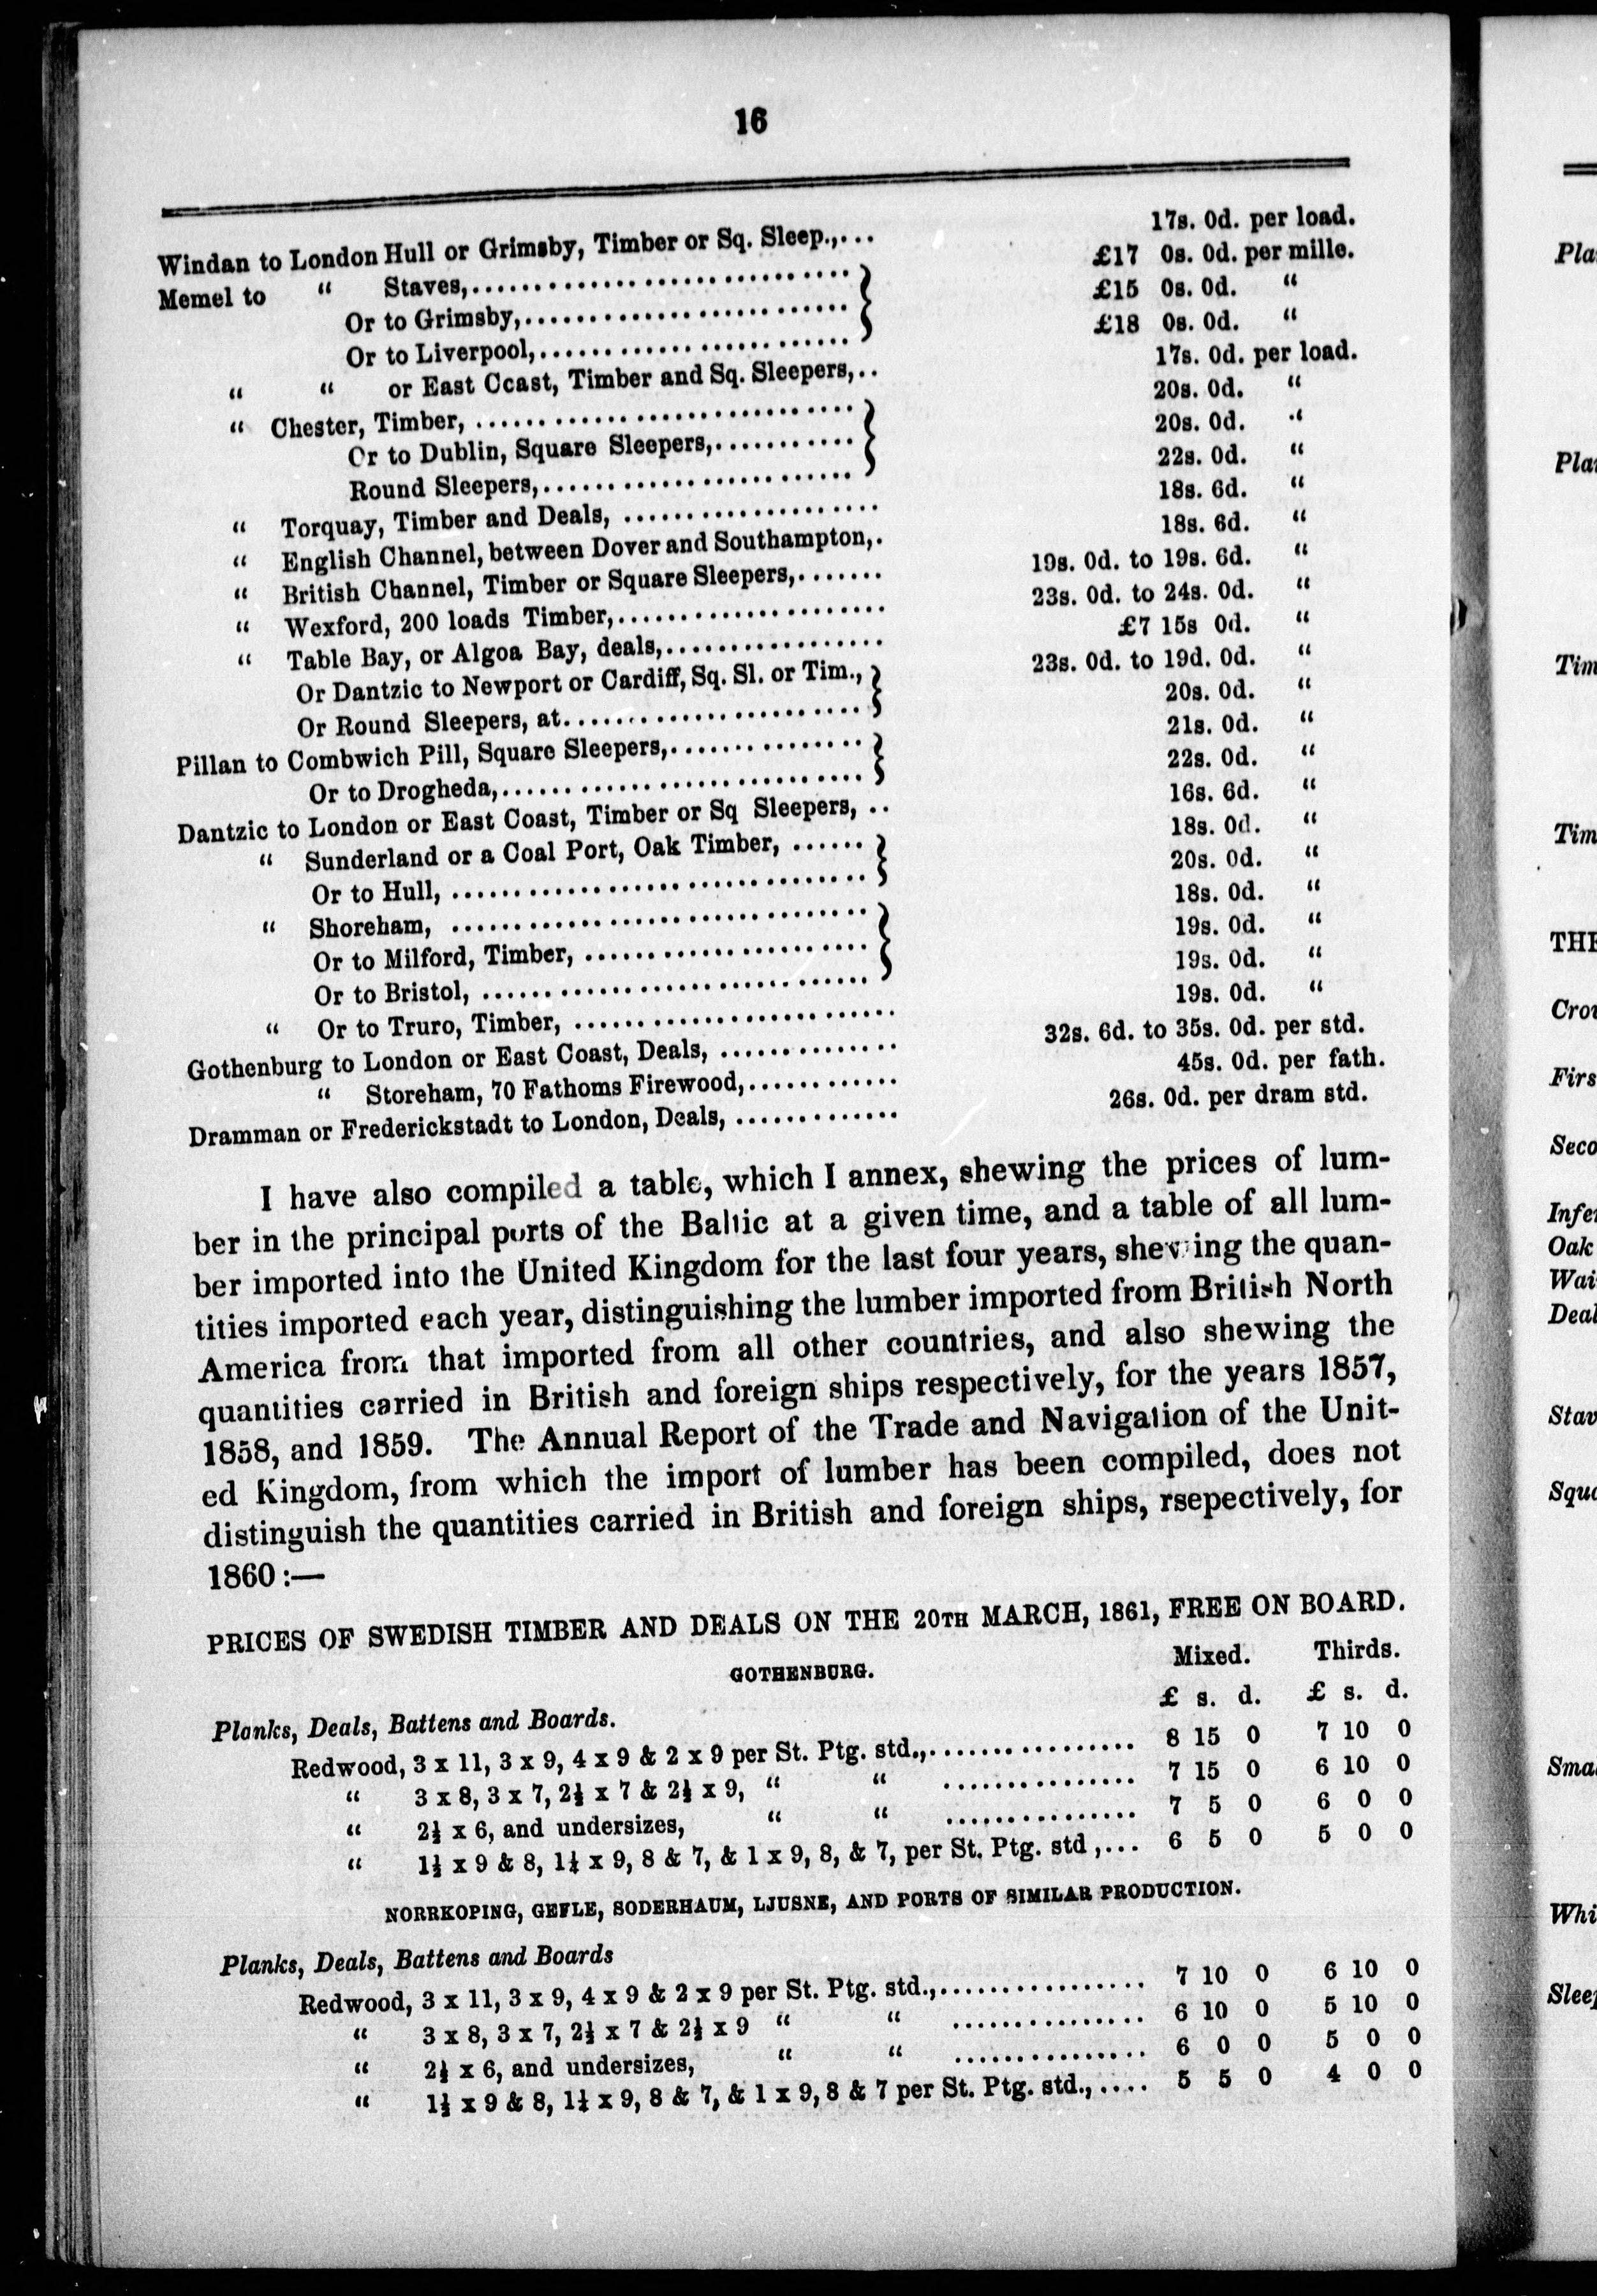 16
Windan to London Hull or Grimsby, Timber or Sq. Sleep.,... 17s. 0d. per load.
Memel to " Staves,.............................. £17 0s. 0d. per mille.
Or to Grimsby,......................... £15 0s. 0d. "
Or to Liverpool,........................ £18 0s. 0d. "
" " or East Ccast, Timber and Sq. Sleepers,.. 17s. 0d. per load.
" Chester, Timber, .............................. 20s. 0d. "
Or to Dublin, Square Sleepers,........... 20s. 0d. "
Round Sleepers,........................ 22s. 0d. "
" Torquay, Timber and Deals, .................... 18s. 6d. "
" English Channel, between Dover and Southampton,. 18s. 6d. "
" British Channel, Timber or Square Sleepers,....... 19s. 0d. to 19s. 6d. "
" Wexford, 200 loads Timber,..................... 23s. 0d. to 24s. 0d. "
" Table Bay, or Algoa Bay, deals,................. £7 15s 0d. "
Or Dantzic to Newport or Cardiff, Sq. Sl. or Tim., 23s. 0d. to 19d. 0d. "
Or Round Sleepers, at....................... 20s. 0d. "
Pillan to Combwich Pill, Square Sleepers,............... 21s. 0d. "
Or to Drogheda,............................ 22s. 0d. "
Dantzic to London or East Coast, Timber or Sq Sleepers, .. 16s. 6d. "
" Sunderland or a Coal Port, Oak Timber, ...... 18s. 0d. "
Or to Hull, ................................. 20s. 0d. "
" Shoreham, ................................. 18s. 0d. "
Or to Milford, Timber, ...................... 19s. 0d. "
Or to Bristol, .............................. 19s. 0d. "
" Or to Truro, Timber, .......................... 19s. 0d. "
Gothenburg to London or East Coast, Deals, .............. 32s. 6d. to 35s. 0d. per std.
" Storeham, 70 Fathoms Firewood,............ 45s. 0d. per fath.
Dramman or Frederickstadt to London, Deals, ............. 26s. 0d. per dram std.
I have also compiled a table, which I annex, shewing the prices of lum-
ber in the principal ports of the Baltic at a given time, and a table of all lum-
ber imported into the United Kingdom for the last four years, shewing the quan-
tities imported each year, distinguishing the lumber imported from British North
America from that imported from all other countries, and also shewing the
quantities carried in British and foreign ships respectively, for the years 1857,
1858, and 1859. The Annual Report of the Trade and Navigation of the Unit-
ed Kingdom, from which the import of lumber has been compiled, does not
distinguish the quantities carried in British and foreign ships, rsepectively, for
1860:—
PRICES OF SWEDISH TIMBER AND DEALS ON THE 20TH MARCH, 1861, FREE ON BOARD.
GOTHENBURG. Mixed. Thirds.
£ s. d. £ s. d.
Planks, Deals, Battens and Boards.
Redwood, 3 x 11, 3 x 9, 4 x 9 & 2 x 9 per St. Ptg. std.,................ 8 15 0 7 10 0
" 3 x 8, 3 x 7, 2½ x 7 & 2½ x 9, " " ............... 7 15 0 6 10 0
" 2½ x 6, and undersizes, " " ............... 7 5 0 6 0 0
" 1½ x 9 & 8, 1¼ x 9, 8 & 7, & 1 x 9, 8, & 7, per St. Ptg. std,... 6 5 0 5 0 0
NORRKOPING, GEFLE, SODERHAUM, LJUSNE, AND PORTS OF SIMILAR PRODUCTION.
Planks, Deals, Battens and Boards
Redwood, 3 x 11, 3 x 9, 4 x 9 & 2 x 9 per St. Ptg. std.,................ 7 10 0 6 10 0
" 3 x 8, 3 x 7, 2½ x 7 & 2½ x 9 " " ............... 6 10 0 5 10 0
" 2½ x 6, and undersizes, " " ............... 6 0 0 5 0 0
" 1½ x 9 & 8, 1¼ x 9, 8 & 7, & 1 x 9, 8 & 7 per St. Ptg. std.,.... 5 5 0 4 0 0